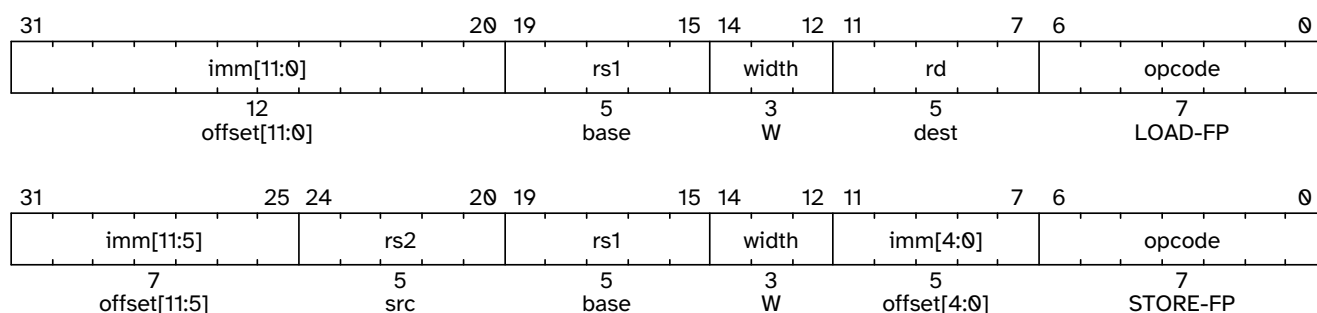 31 20 19 15 14 12 11 7 6 0
imm[11:0] rs1 width rd opcode
12 5 3 5 7
offset[11:0] base W dest LOAD-FP
31 25 24 20 19 15 14 12 11 7 6 0
imm[11:5] rs2 rs1 width imm[4:0] opcode
7 5 5 3 5 7
offset[11:5] src base W offset[4:0] STORE-FP